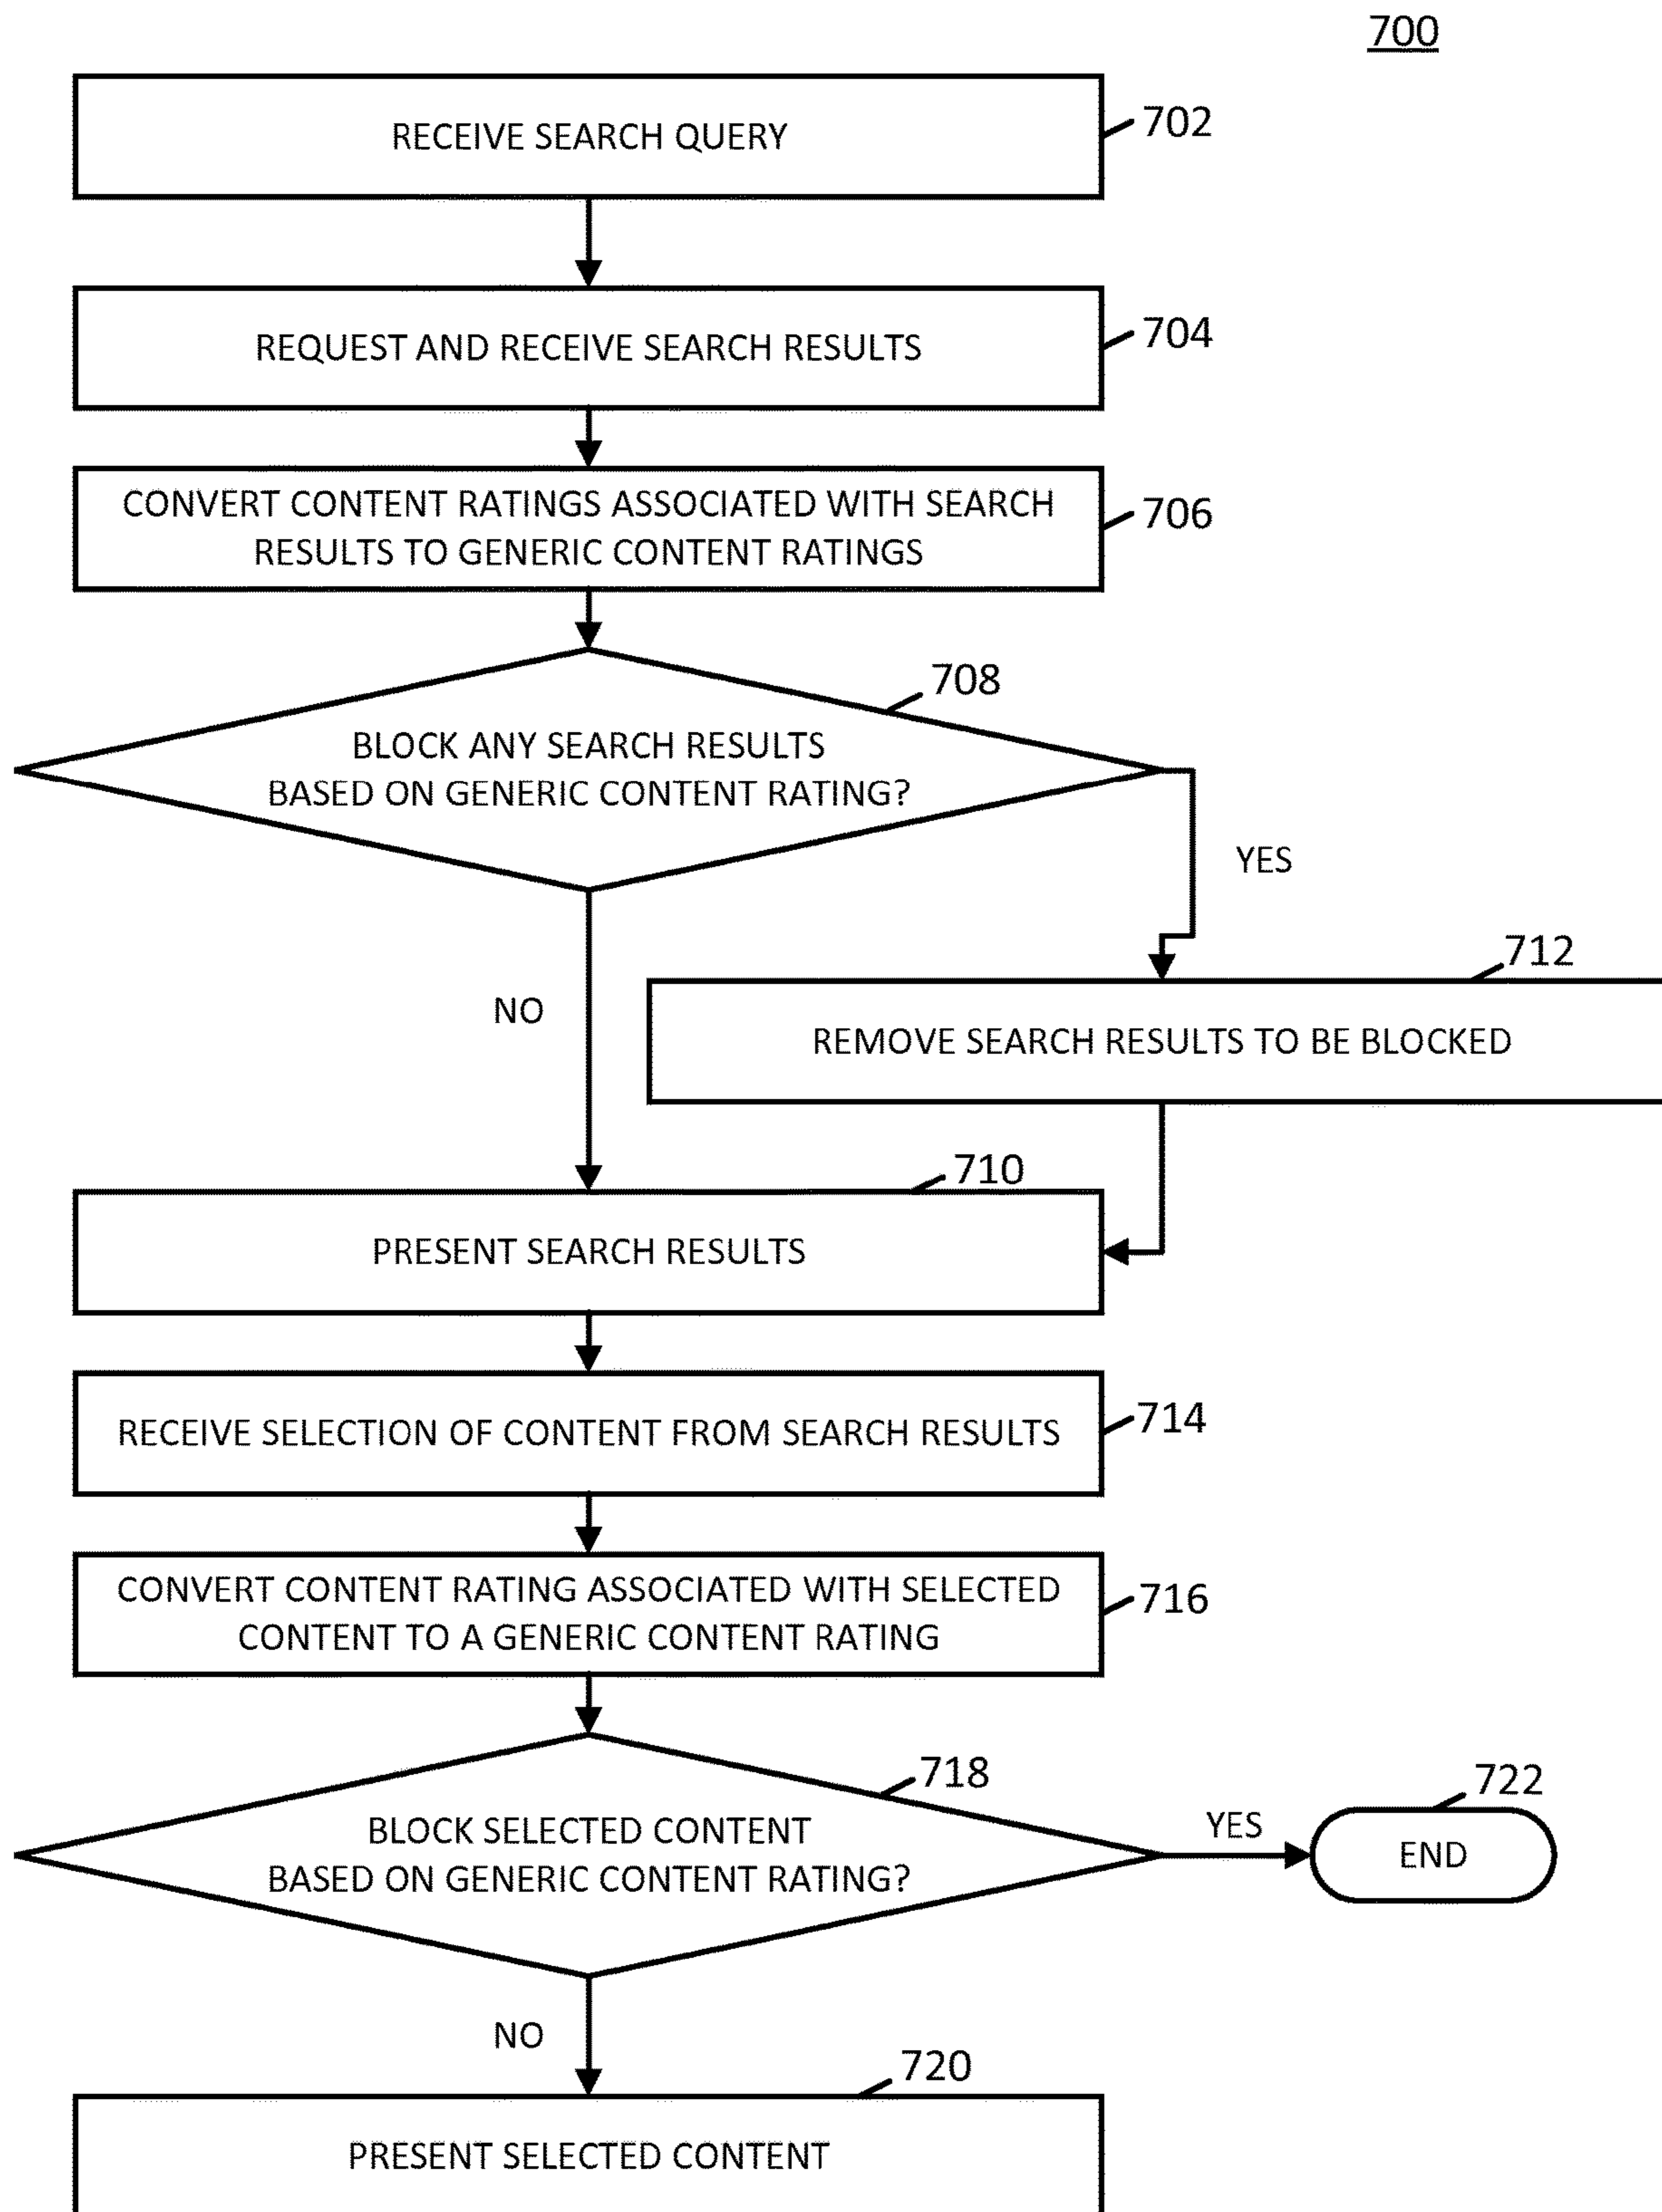 700
RECEIVE SEARCH QUERY
702
REQUEST AND RECEIVE SEARCH RESULTS
704
CONVERT CONTENT RATINGS ASSOCIATED WITH SEARCH
RESULTS TO GENERIC CONTENT RATINGS
706
708
BLOCK ANY SEARCH RESULTS
BASED ON GENERIC CONTENT RATING?
YES
712
NO
REMOVE SEARCH RESULTS TO BE BLOCKED
710
PRESENT SEARCH RESULTS
RECEIVE SELECTION OF CONTENT FROM SEARCH RESULTS
714
CONVERT CONTENT RATING ASSOCIATED WITH SELECTED
CONTENT TO A GENERIC CONTENT RATING
716
718
BLOCK SELECTED CONTENT
BASED ON GENERIC CONTENT RATING?
YES
722
END
NO
720
PRESENT SELECTED CONTENT